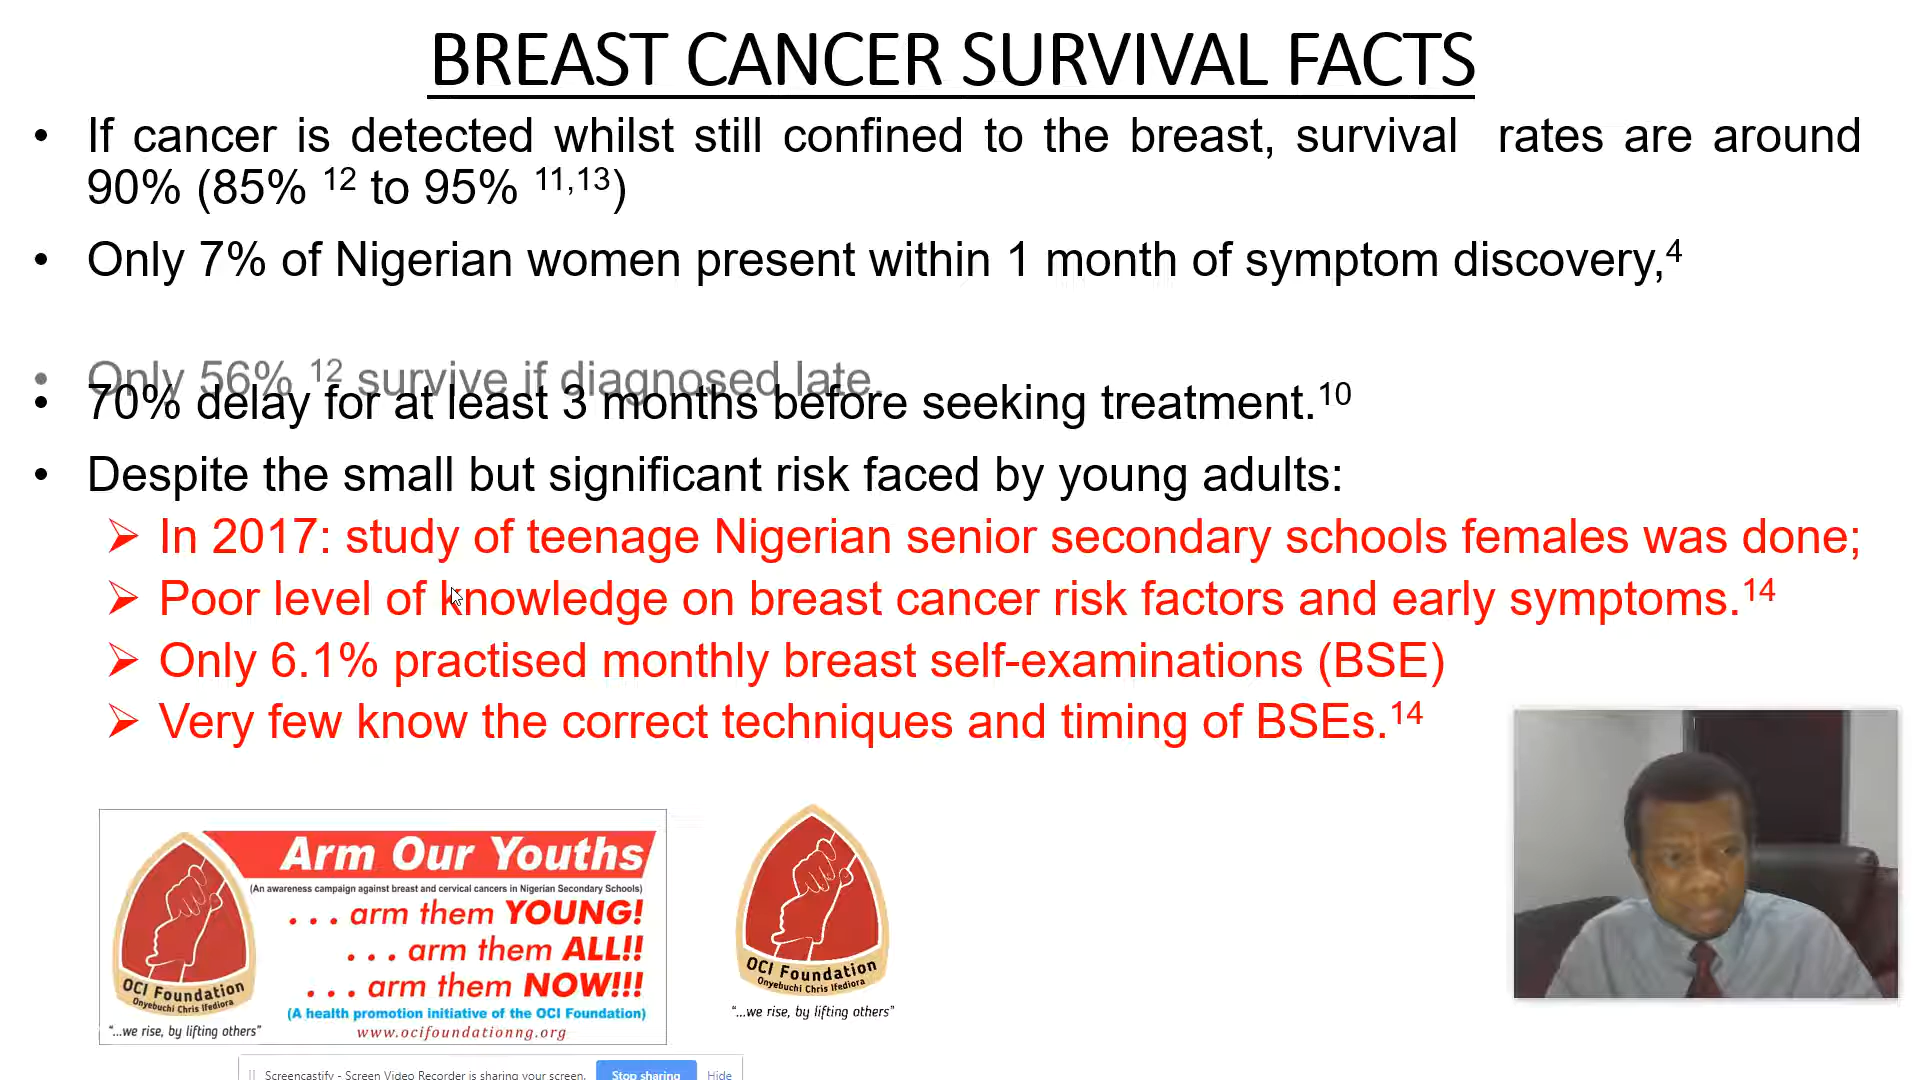 BREAST CANCER SURVIVAL FACTS
• If cancer is detected whilst still confined to the breast, survival rates are around
90% (85% 12 to 95% 11,13)
• Only 7% of Nigerian women present within 1 month of symptom discovery,4
• Only 56% 12 survive if diagnosed late.
• 70% delay for at least 3 months before seeking treatment.10
• Despite the small but significant risk faced by young adults:
➢ In 2017: study of teenage Nigerian senior secondary schools females was done;
➢ Poor level of knowledge on breast cancer risk factors and early symptoms.14
➢ Only 6.1% practised monthly breast self-examinations (BSE)
➢ Very few know the correct techniques and timing of BSEs.14
Arm Our Youths
(An awareness campaign against breast and cervical cancers in Nigerian Secondary Schools)
. . . arm them YOUNG!
. . . arm them ALL!!
. . . arm them NOW!!!
(A health promotion initiative of the OCI Foundation)
www.ocifoundationng.org
OCI Foundation
Onyebuchi Chris Ifediora
"...we rise, by lifting others"
OCI Foundation
Onyebuchi Chris Ifediora
"...we rise, by lifting others"
Screencastify - Screen Video Recorder is sharing your screen.
Stop sharing
Hide